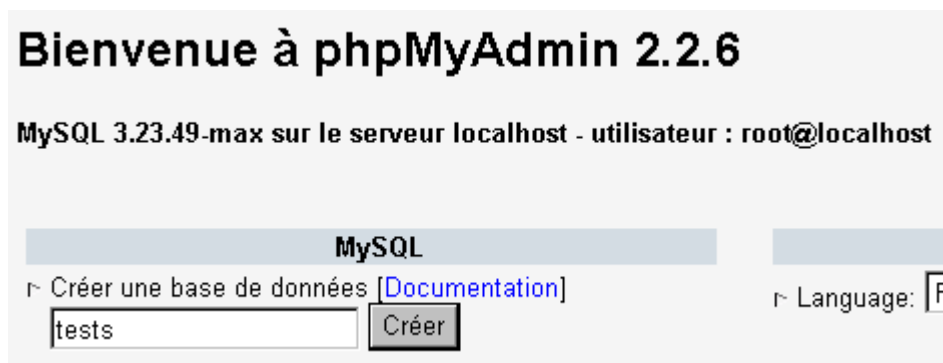 Bienvenue à phpMyAdmin 2.2.6
MySQL 3.23.49-max sur le serveur localhost - utilisateur : root@localhost
MySQL
Créer une base de données [Documentation]
tests Créer
Language: